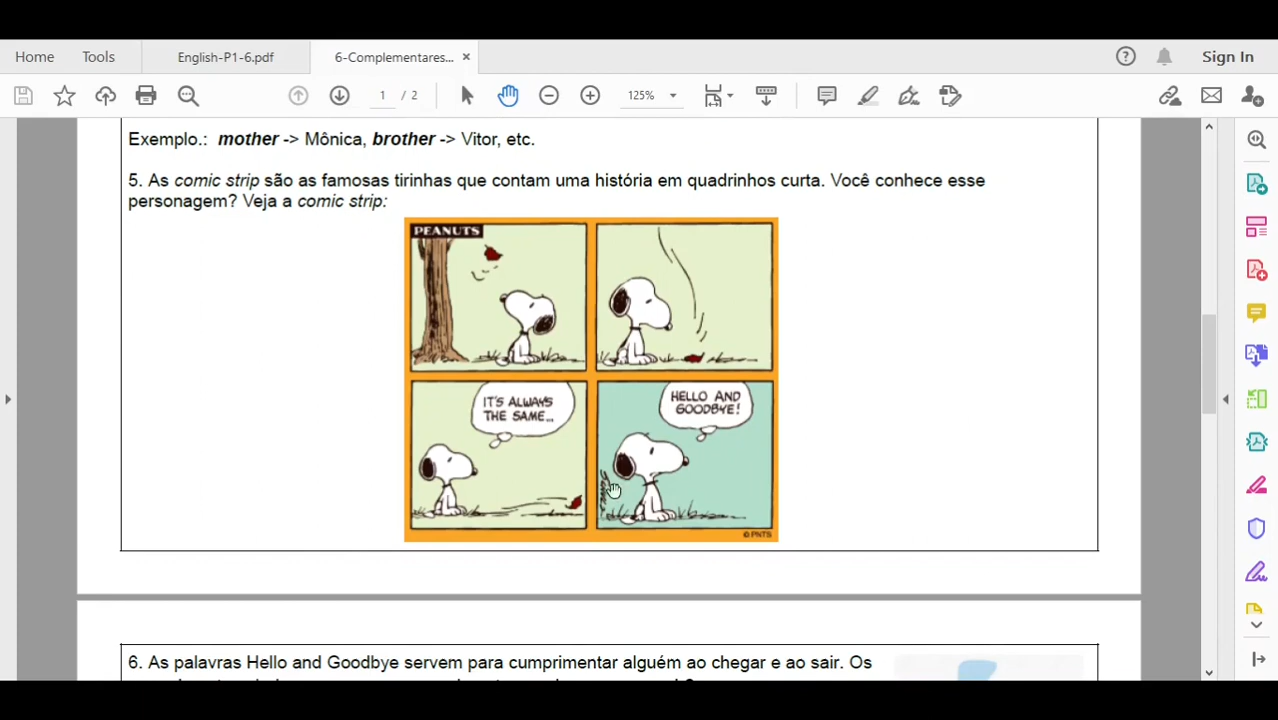 Home Tools English-P1-6.pdf 6-Complementares... × ? Sign In
1 / 2 125%
Exemplo.: mother -> Mônica, brother -> Vitor, etc.
5. As comic strip são as famosas tirinhas que contam uma história em quadrinhos curta. Você conhece esse
personagem? Veja a comic strip:
PEANUTS
IT'S ALWAYS
THE SAME...
HELLO AND
GOODBYE!
© PNTS
6. As palavras Hello and Goodbye servem para cumprimentar alguém ao chegar e ao sair. Os